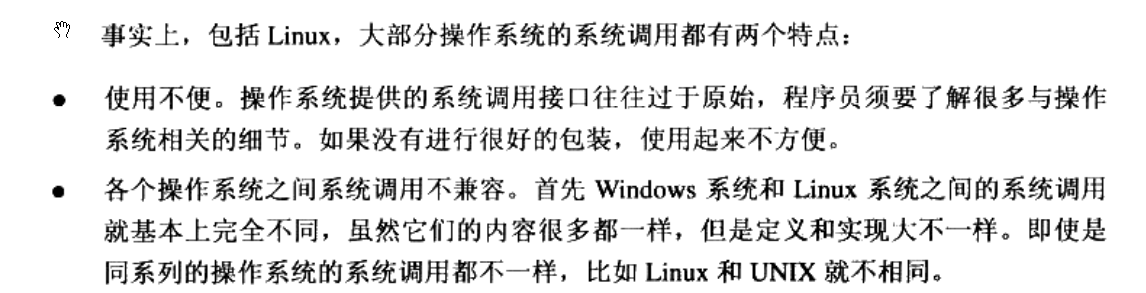 事实上，包括 Linux，大部分操作系统的系统调用都有两个特点：
● 使用不便。操作系统提供的系统调用接口往往过于原始，程序员须要了解很多与操作
系统相关的细节。如果没有进行很好的包装，使用起来不方便。
● 各个操作系统之间系统调用不兼容。首先 Windows 系统和 Linux 系统之间的系统调用
就基本上完全不同，虽然它们的内容很多都一样，但是定义和实现大不一样。即使是
同系列的操作系统的系统调用都不一样，比如 Linux 和 UNIX 就不相同。